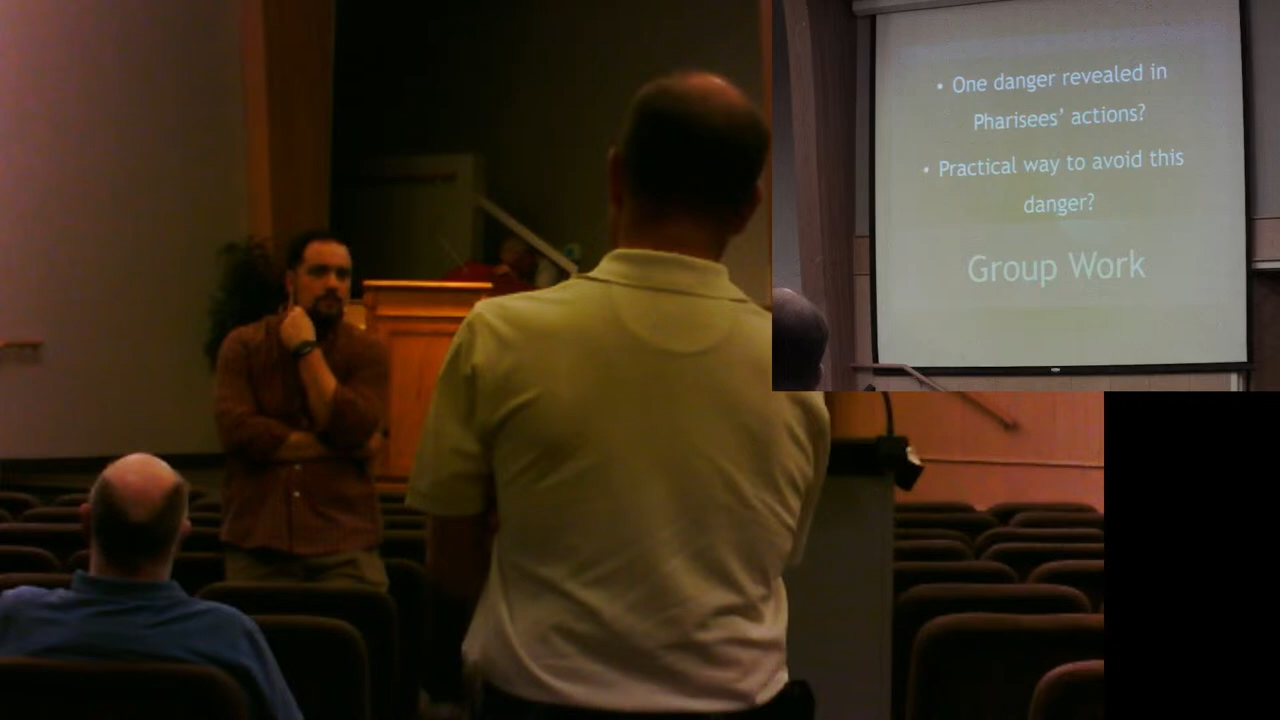 • One danger revealed in
Pharisees’ actions?
• Practical way to avoid this
danger?
Group Work